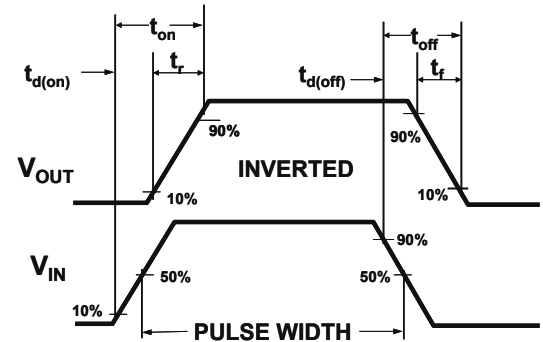 ton
toff
td(on)
tr
td(off)
tf
90%
90%
VOUT
INVERTED
10%
10%
90%
VIN
50%
50%
10%
PULSE WIDTH